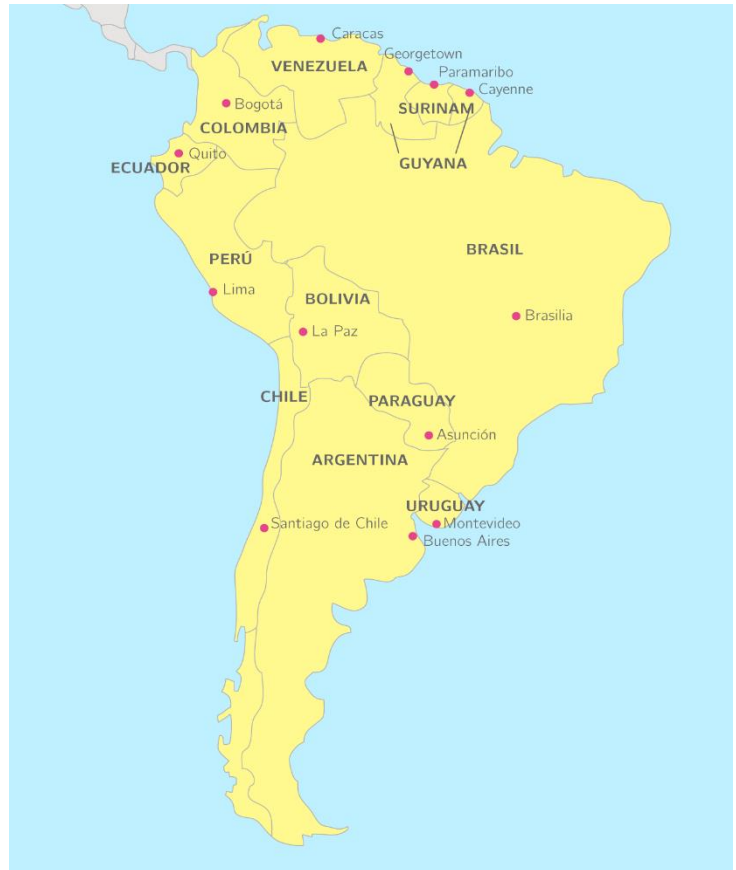 Caracas
Georgetown
VENEZUELA
Paramaribo
Cayenne
Bogotá
SURINAM
COLOMBIA
Quito
GUYANA
ECUADOR
BRASIL
PERÚ
Lima
BOLIVIA
Brasilia
La Paz
CHILE
PARAGUAY
Asunción
ARGENTINA
URUGUAY
Santiago de Chile
Montevideo
Buenos Aires